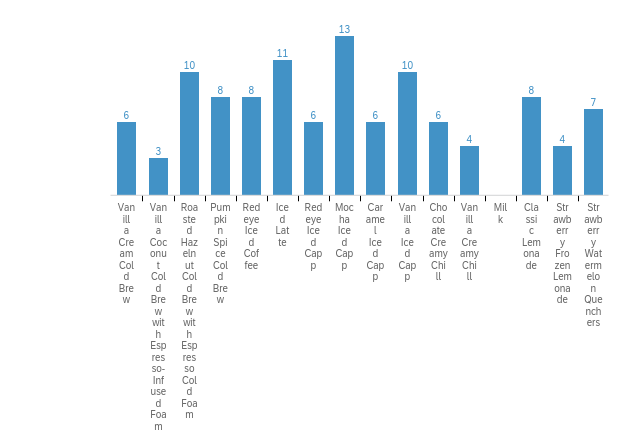 6
3
10
8
8
11
6
13
6
10
6
4
8
4
7
Van
ill
a
Cre
am
Col
d
Bre
w
Van
ill
a
Coc
onu
t
Col
d
Bre
w
wit
h
Esp
res
so-
Inf
use
d
Foa
m
Roa
ste
d
Haz
eln
ut
Col
d
Bre
w
wit
h
Esp
res
so
Col
d
Foa
m
Pum
pki
n
Spi
ce
Col
d
Bre
w
Red
eye
Ice
d
Cof
fee
Ice
d
Lat
te
Red
eye
Ice
d
Cap
p
Moc
ha
Ice
d
Cap
p
Car
ame
l
Ice
d
Cap
p
Van
ill
a
Ice
d
Cap
p
Cho
col
ate
Cre
amy
Chi
ll
Van
ill
a
Cre
amy
Chi
ll
Mil
k
Cla
ssi
c
Lem
ona
de
Str
awb
err
y
Fro
zen
Lem
ona
de
Str
awb
err
y
Wat
erm
elo
n
Que
nch
ers